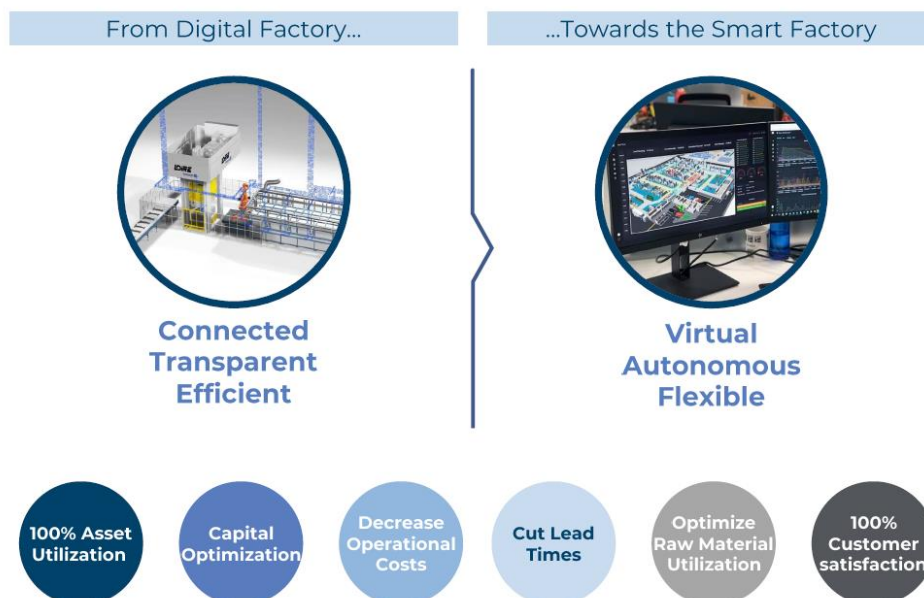 From Digital Factory...
...Towards the Smart Factory
Connected
Transparent
Efficient
Virtual
Autonomous
Flexible
100% Asset
Utilization
Capital
Optimization
Decrease
Operational
Costs
Cut Lead
Times
Optimize
Raw Material
Utilization
100%
Customer
satisfaction